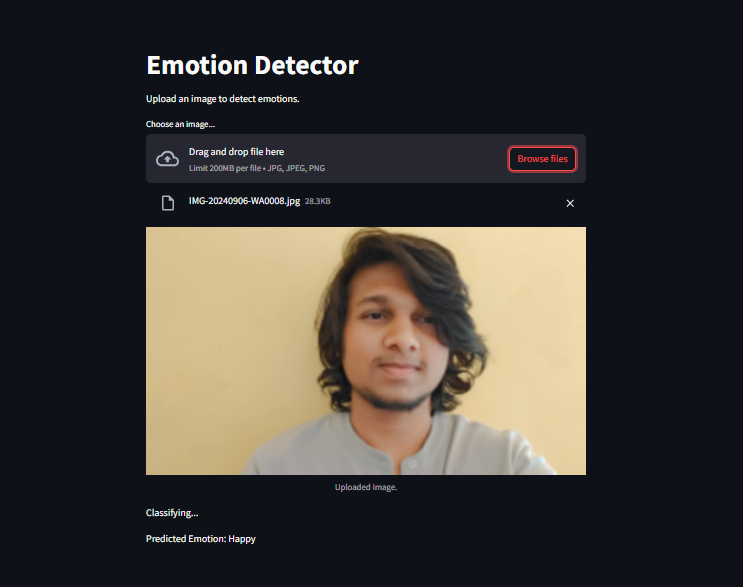 Emotion Detector
Upload an image to detect emotions.
Choose an image...
Drag and drop file here
Limit 200MB per file • JPG, JPEG, PNG
Browse files
IMG-20240906-WA0008.jpg 28.3KB
Uploaded Image.
Classifying...
Predicted Emotion: Happy